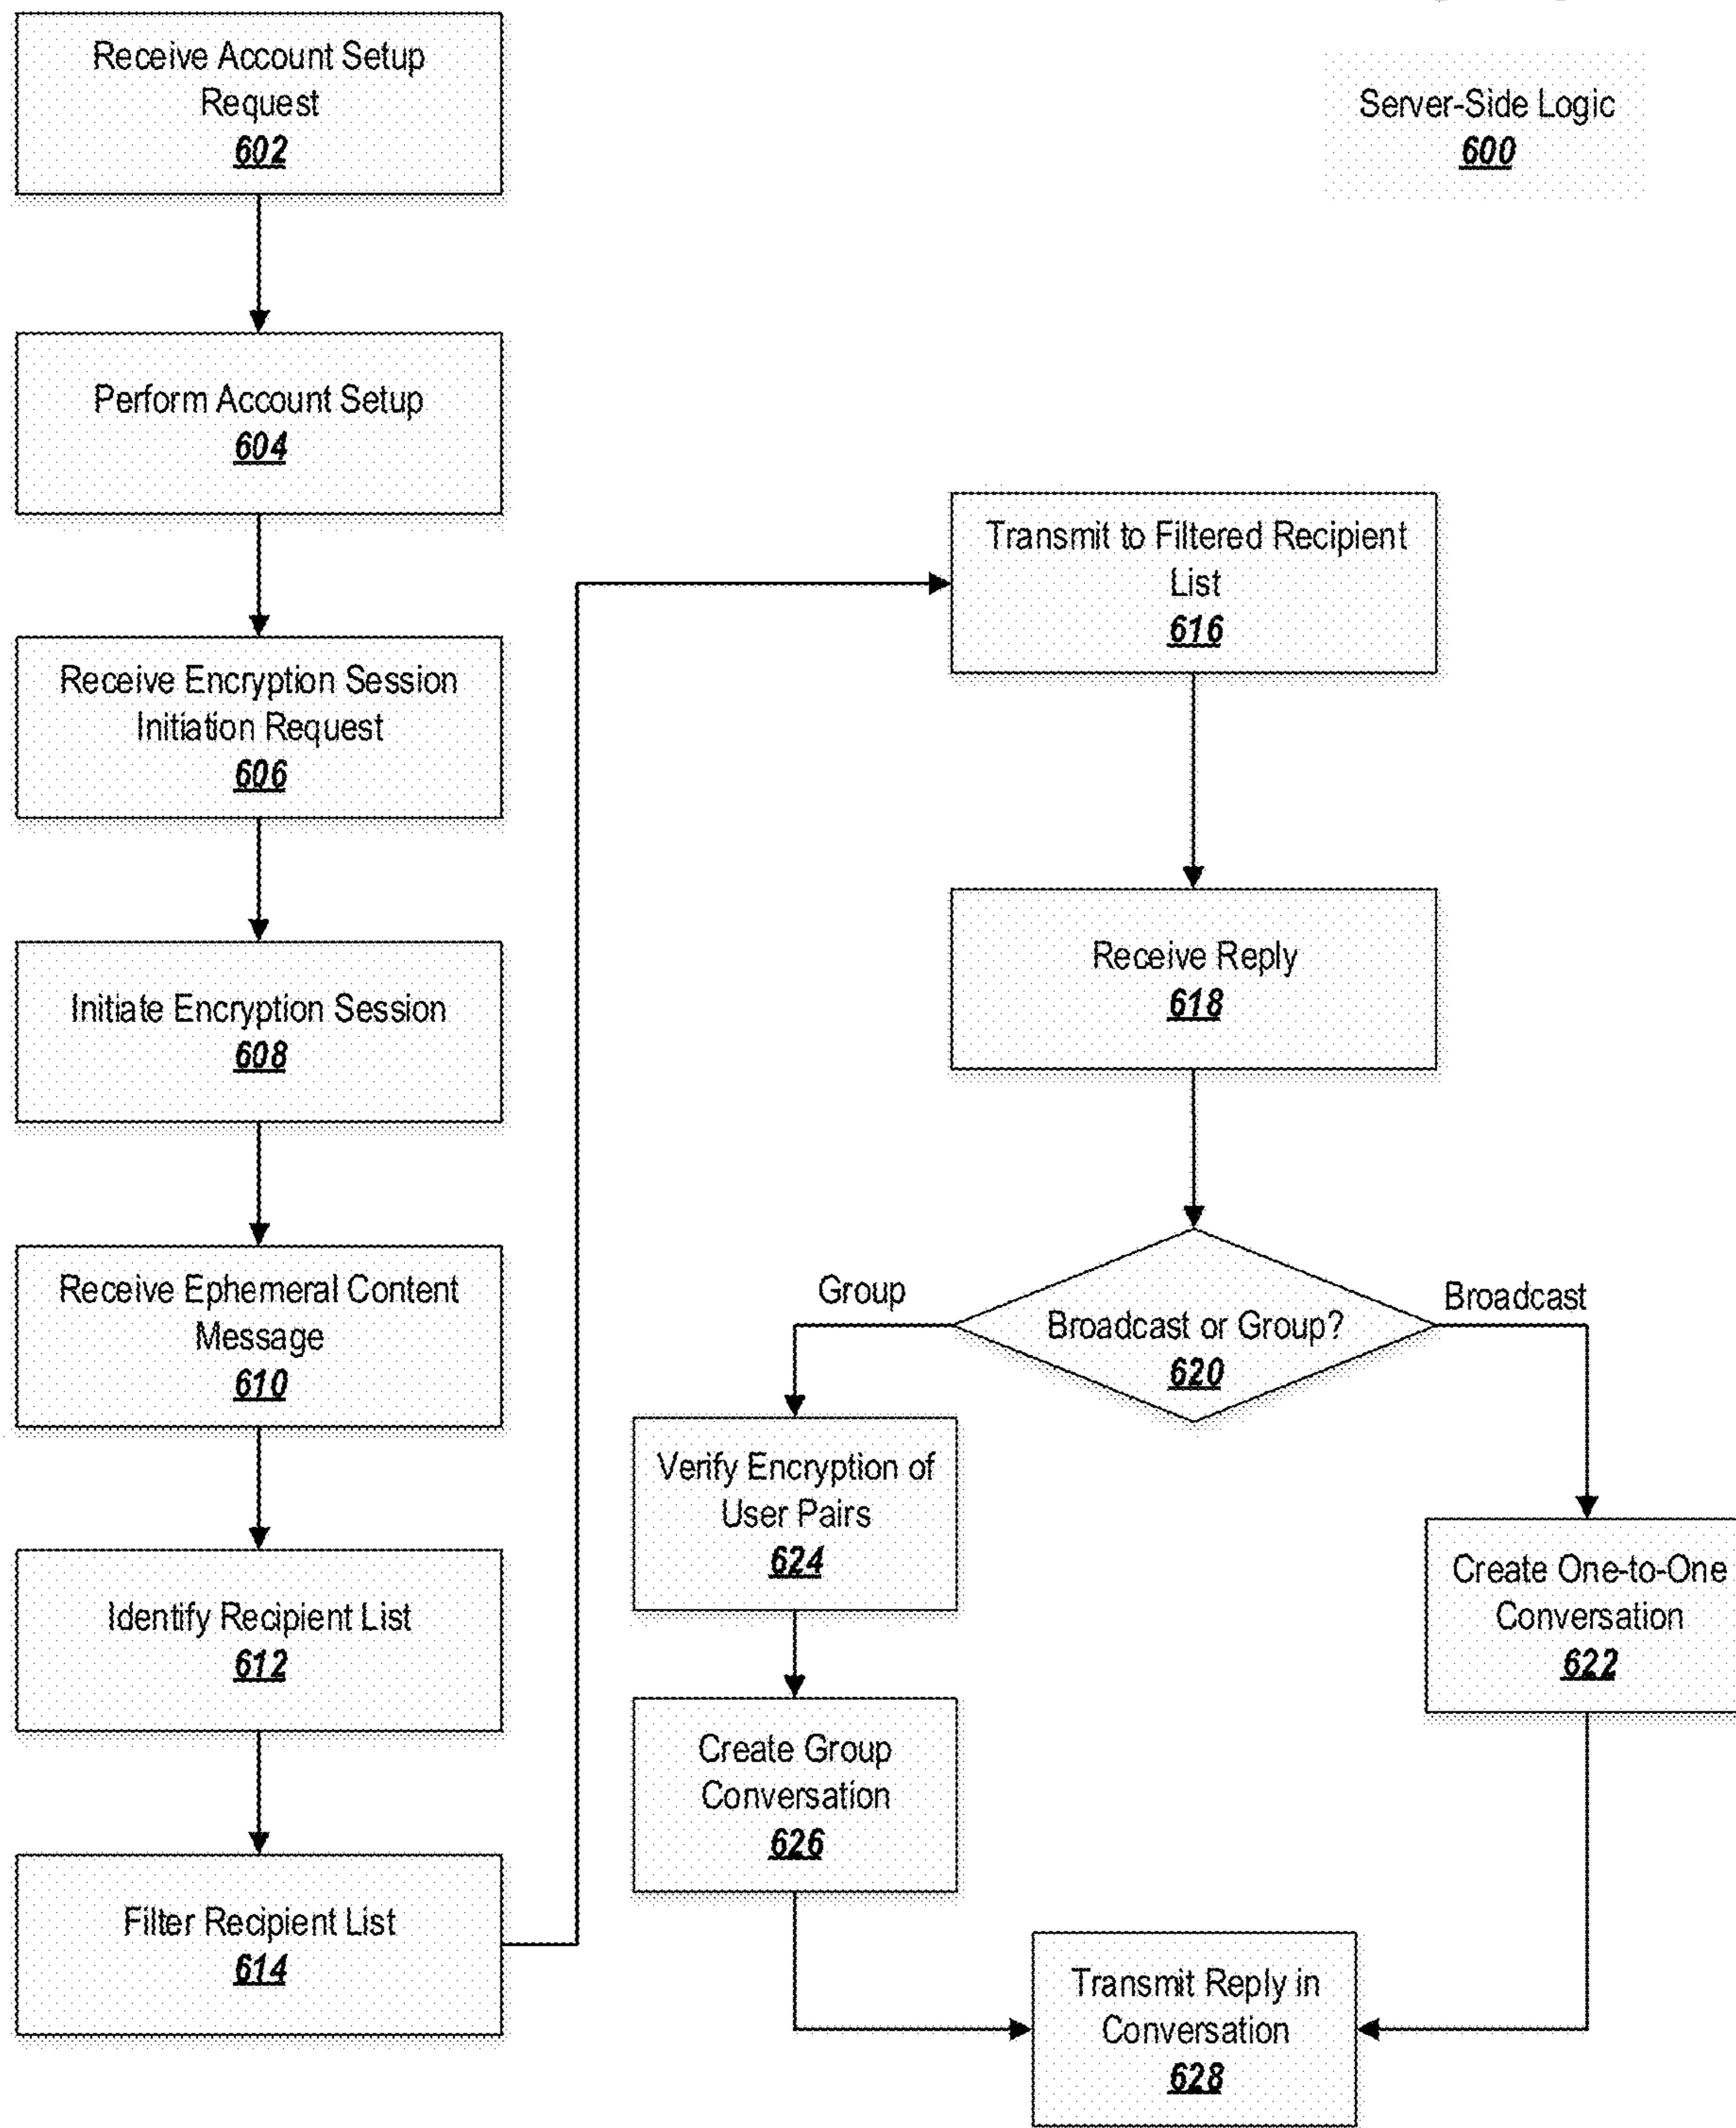 Receive Account Setup
Request
602
Server-Side Logic
600
Perform Account Setup
604
Receive Encryption Session
Initiation Request
606
Initiate Encryption Session
608
Receive Ephemeral Content
Message
610
Identify Recipient List
612
Filter Recipient List
614
Transmit to Filtered Recipient
List
616
Receive Reply
618
Broadcast or Group?
620
Group
Broadcast
Verify Encryption of
User Pairs
624
Create Group
Conversation
626
Create One-to-One
Conversation
622
Transmit Reply in
Conversation
628